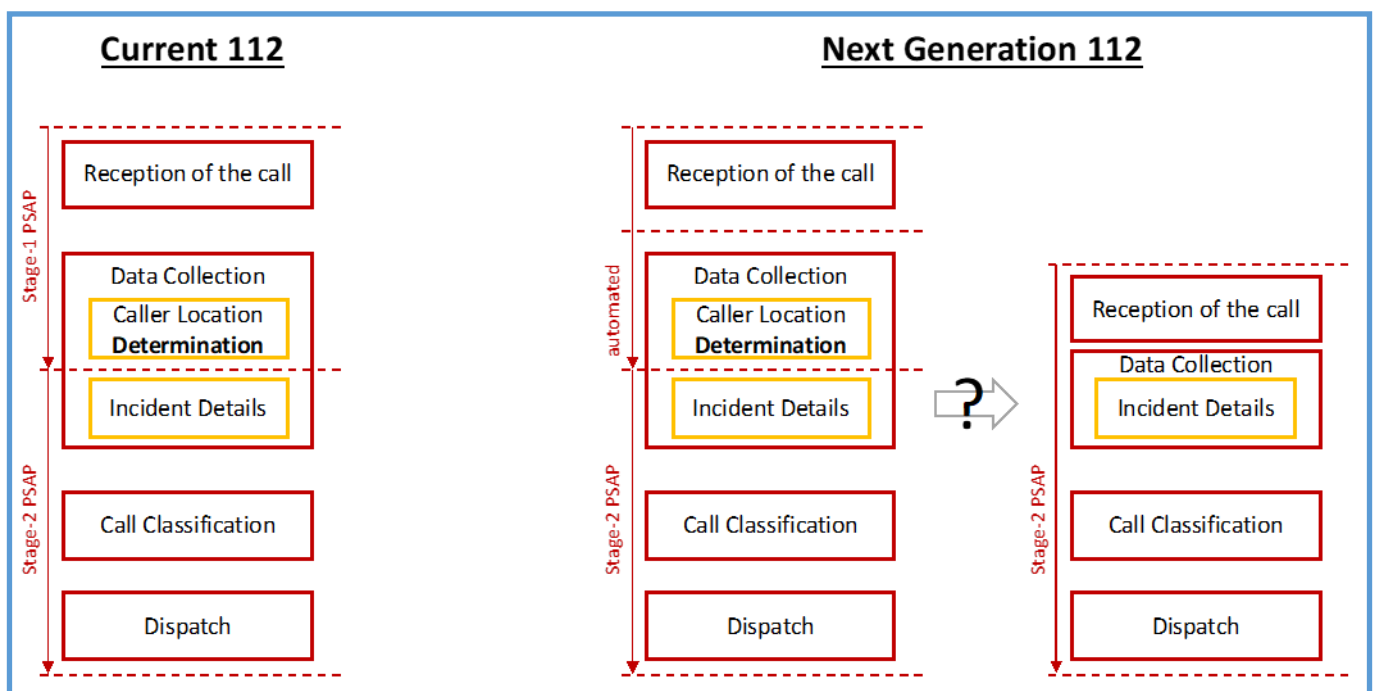 Current 112
Stage-1 PSAP
Reception of the call
Data Collection
Caller Location
Determination
Stage-2 PSAP
Incident Details
Call Classification
Dispatch
Next Generation 112
automated
Reception of the call
Data Collection
Caller Location
Determination
Stage-2 PSAP
Incident Details
Call Classification
Dispatch
?
Stage-2 PSAP
Reception of the call
Data Collection
Incident Details
Call Classification
Dispatch